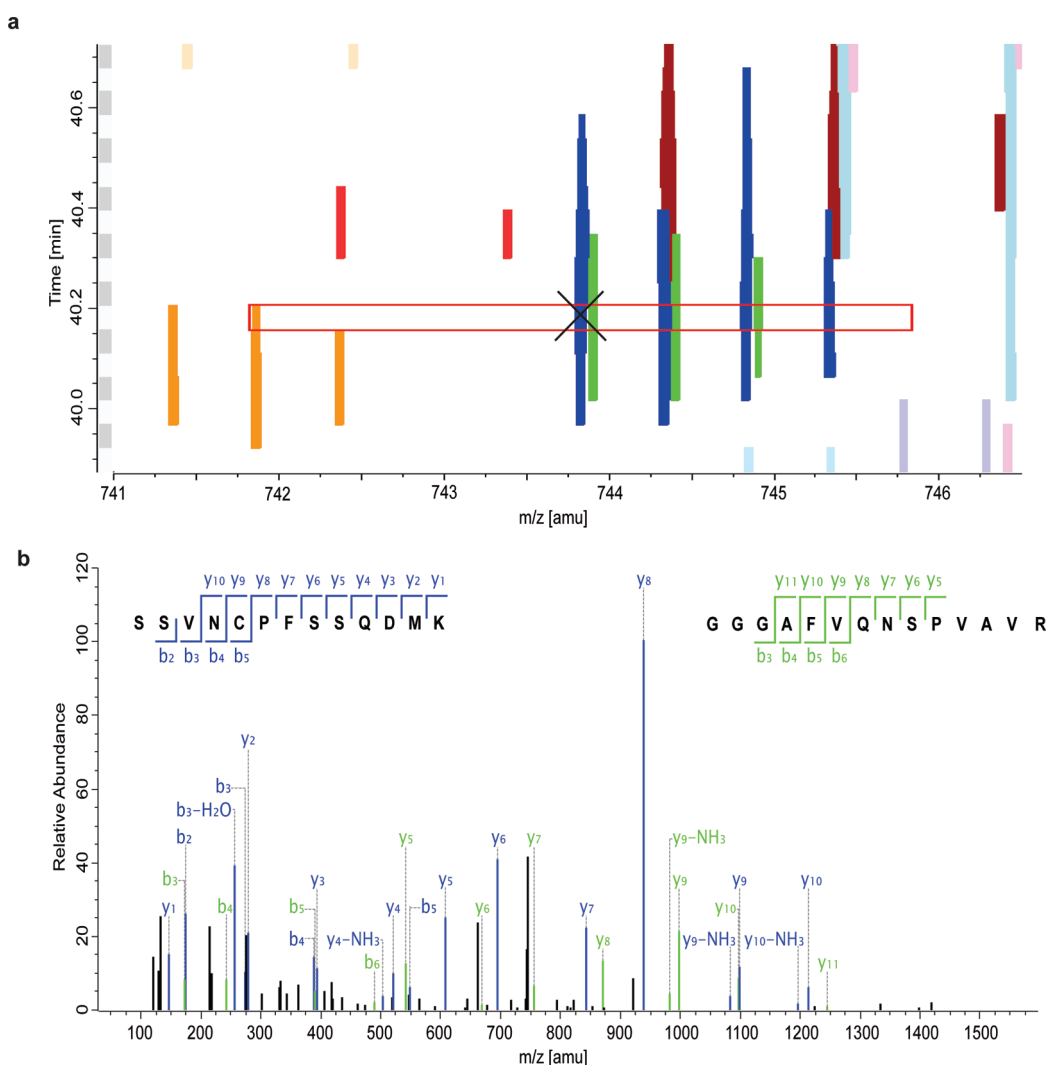 a
40.6
40.4
40.2
40.0
Time [min]
741 742 743 744 745 746
m/z [amu]
b
120
100
80
60
40
20
0
Relative Abundance
y10 y9 y8 y7 y6 y5 y4 y3 y2 y1
S S V N C P F S S Q D M K
b2 b3 b4 b5
y8
y11 y10 y9 y8 y7 y6 y5
G G G A F V Q N S P V A V R
b3 b4 b5 b6
y2
b3
b3-H2O
b2
b3
y1
b4
y3
b5
b4
y4-NH3
b6
y4
y5
b5
y5
y6
y6
y7
y7
y8
y9-NH3
y9
y10
y9-NH3
y9
y10-NH3
y10
y11
100 200 300 400 500 600 700 800 900 1000 1100 1200 1300 1400 1500
m/z [amu]